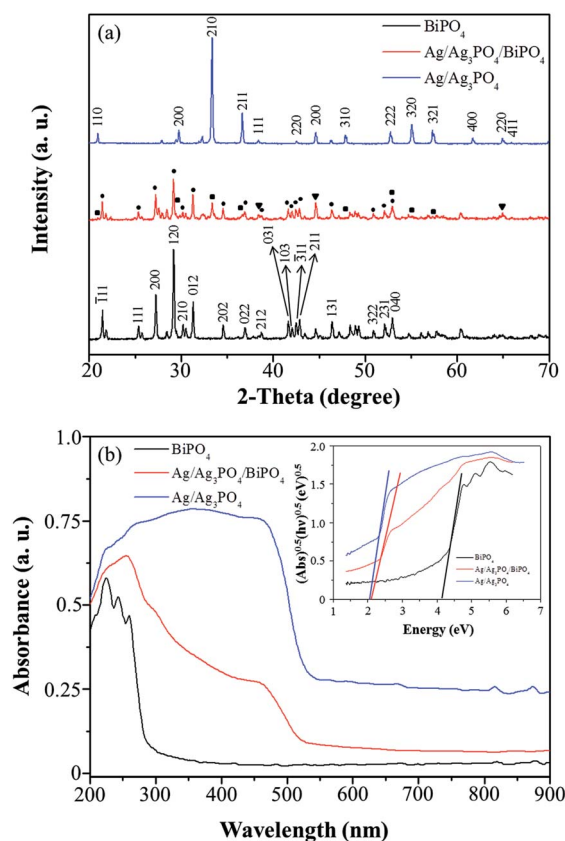 (a)
BiPO₄
Ag/Ag₃PO₄/BiPO₄
Ag/Ag₃PO₄
Intensity (a. u.)
110
200
210
211
111
220
200
310
222
320
321
400
220
411
1̅11
111
200
120
210
012
202
022
212
031
103
3̅11
211
131
322
231
040
20 30 40 50 60 70
2-Theta (degree)
(b)
BiPO₄
Ag/Ag₃PO₄/BiPO₄
Ag/Ag₃PO₄
Absorbance (a. u.)
1.0
0.75
0.5
0.25
0
200 300 400 500 600 700 800 900
Wavelength (nm)
(Abs)⁰·⁵(hv)⁰·⁵ (eV)⁰·⁵
2.0
1.5
1.0
0.5
0
BiPO₄
Ag/Ag₃PO₄/BiPO₄
Ag/Ag₃PO₄
1 2 3 4 5 6 7
Energy (eV)